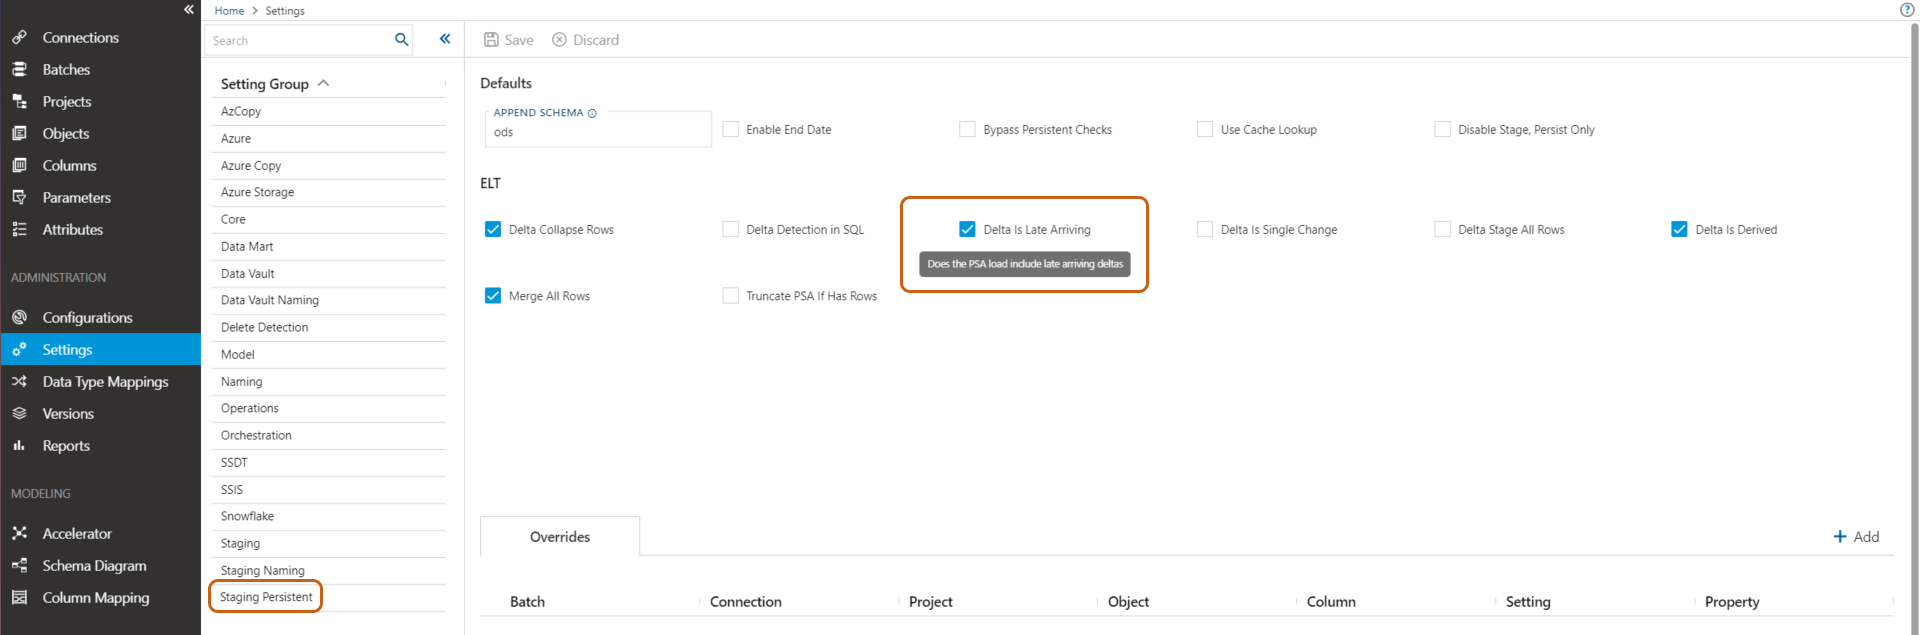 Connections
Batches
Projects
Objects
Columns
Parameters
Attributes
ADMINISTRATION
Configurations
Settings
Data Type Mappings
Versions
Reports
MODELING
Accelerator
Schema Diagram
Column Mapping
Home > Settings
Search
Setting Group
AzCopy
Azure
Azure Copy
Azure Storage
Core
Data Mart
Data Vault
Data Vault Naming
Delete Detection
Model
Naming
Operations
Orchestration
SSDT
SSIS
Snowflake
Staging
Staging Naming
Staging Persistent
Save Discard
Defaults
APPEND SCHEMA
ods
Enable End Date
Bypass Persistent Checks
Use Cache Lookup
Disable Stage, Persist Only
ELT
Delta Collapse Rows
Delta Detection in SQL
Delta Is Late Arriving
Delta Is Single Change
Delta Stage All Rows
Delta Is Derived
Does the PSA load include late arriving deltas
Merge All Rows
Truncate PSA If Has Rows
Overrides
Add
Batch Connection Project Object Column Setting Property